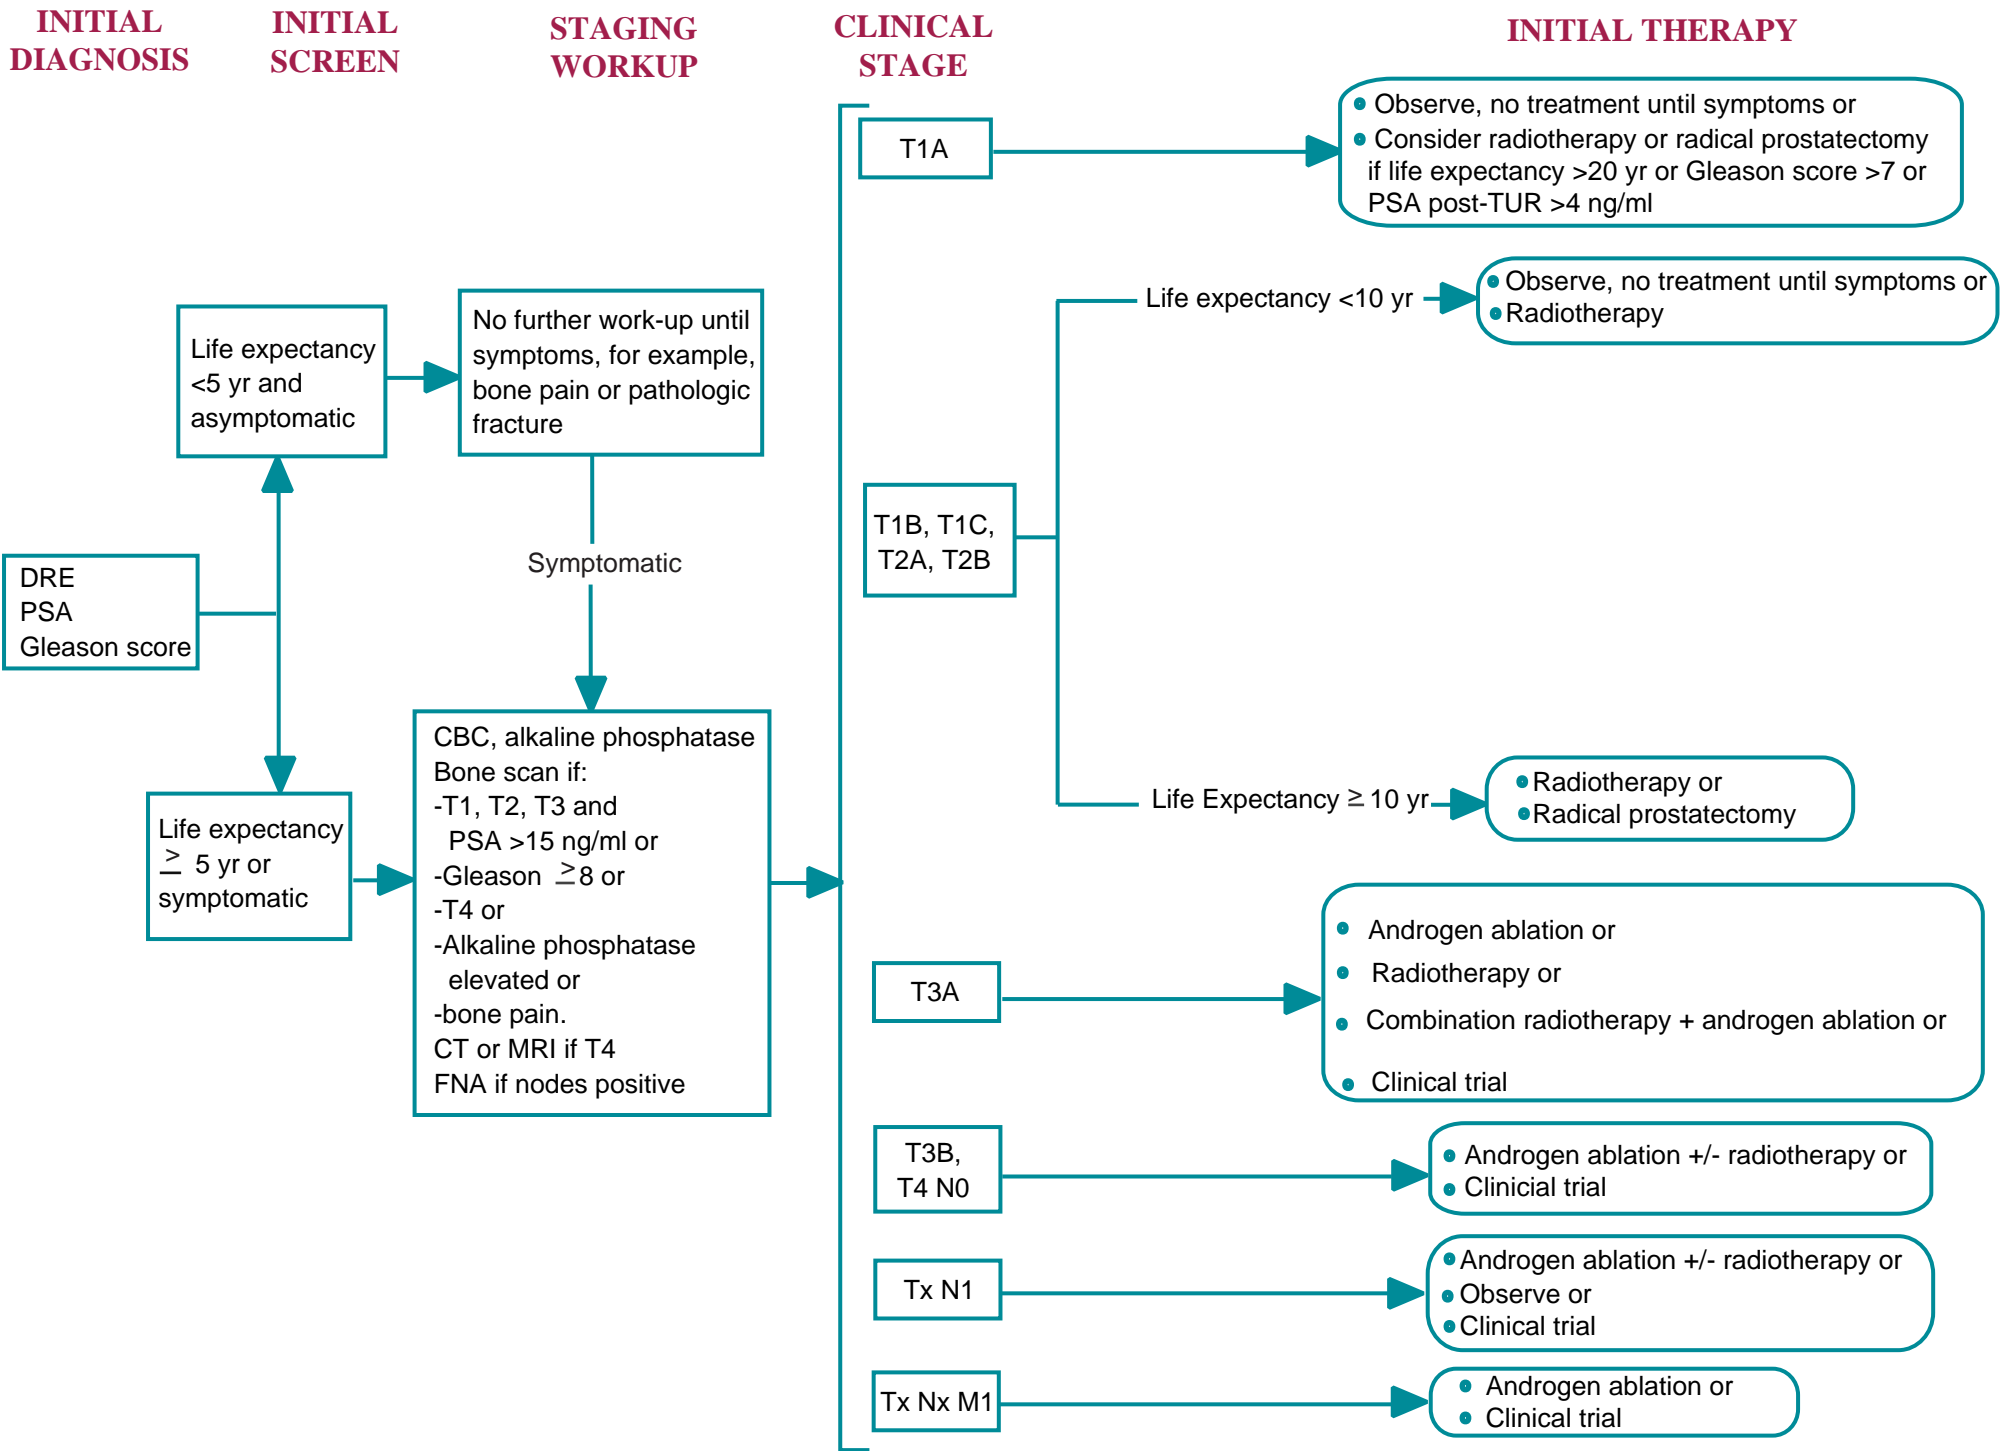 INITIAL
DIAGNOSIS
INITIAL
SCREEN
STAGING
WORKUP
CLINICAL
STAGE
INITIAL THERAPY
DRE
PSA
Gleason score
Life expectancy
<5 yr and
asymptomatic
Life expectancy
≥ 5 yr or
symptomatic
No further work-up until
symptoms, for example,
bone pain or pathologic
fracture
Symptomatic
CBC, alkaline phosphatase
Bone scan if:
-T1, T2, T3 and
PSA >15 ng/ml or
-Gleason ≥8 or
-T4 or
-Alkaline phosphatase
elevated or
-bone pain.
CT or MRI if T4
FNA if nodes positive
T1A
• Observe, no treatment until symptoms or
• Consider radiotherapy or radical prostatectomy
if life expectancy >20 yr or Gleason score >7 or
PSA post-TUR >4 ng/ml
T1B, T1C,
T2A, T2B
Life expectancy <10 yr
• Observe, no treatment until symptoms or
• Radiotherapy
Life Expectancy ≥ 10 yr
• Radiotherapy or
• Radical prostatectomy
T3A
• Androgen ablation or
• Radiotherapy or
• Combination radiotherapy + androgen ablation or
• Clinical trial
T3B,
T4 N0
• Androgen ablation +/- radiotherapy or
• Clinicial trial
Tx N1
• Androgen ablation +/- radiotherapy or
• Observe or
• Clinical trial
Tx Nx M1
• Androgen ablation or
• Clinical trial